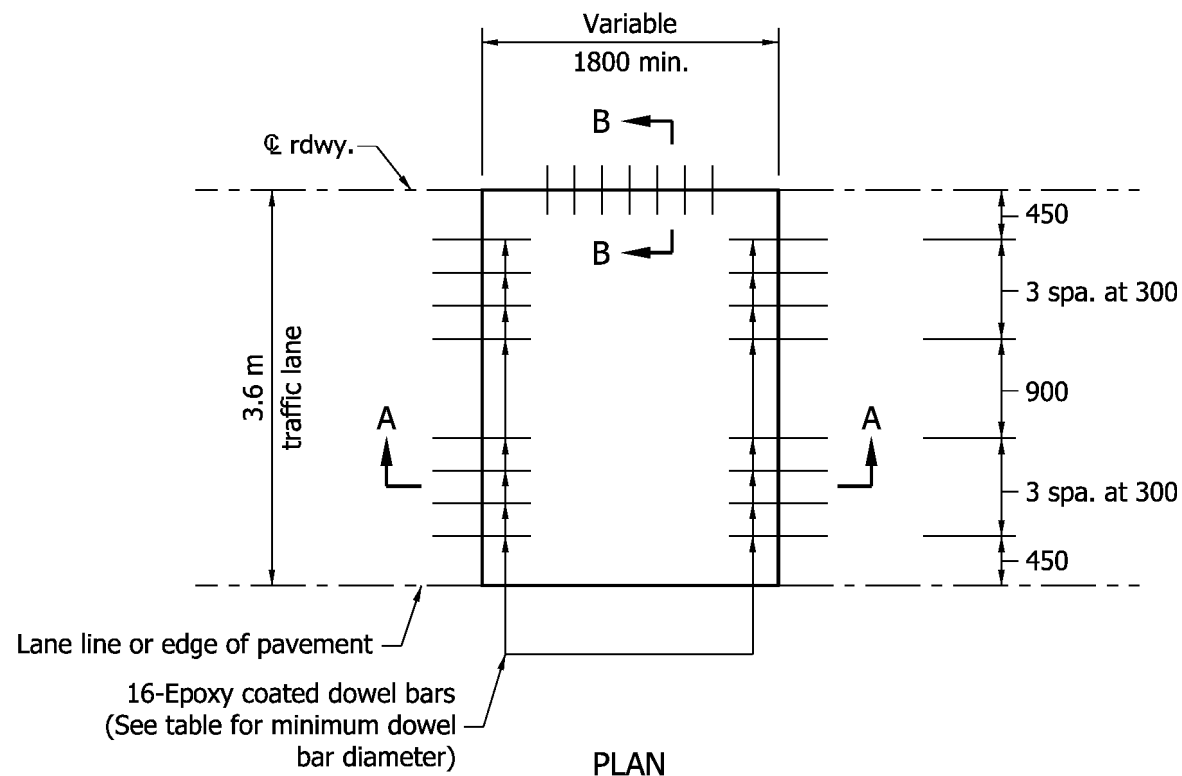 Variable
1800 min.
B
℄ rdwy.
450
B
3 spa. at 300
3.6 m
traffic lane
900
A
A
3 spa. at 300
450
Lane line or edge of pavement
16-Epoxy coated dowel bars
(See table for minimum dowel
bar diameter)
PLAN